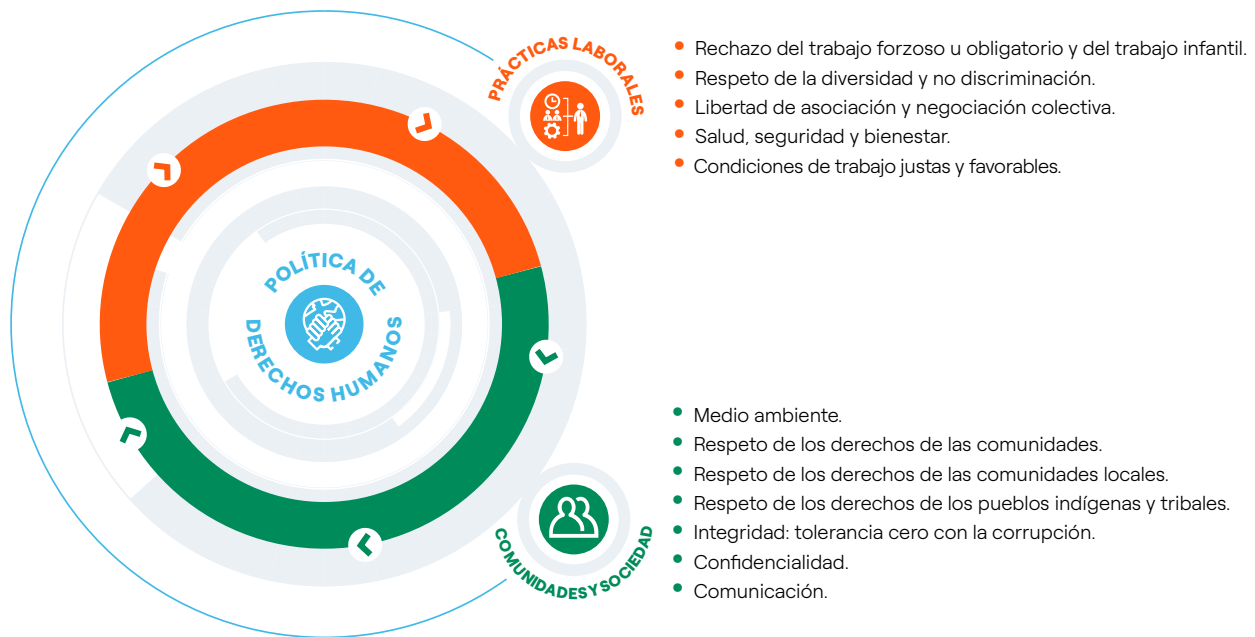 PRÁCTICAS LABORALES
• Rechazo del trabajo forzoso u obligatorio y del trabajo infantil.
• Respeto de la diversidad y no discriminación.
• Libertad de asociación y negociación colectiva.
• Salud, seguridad y bienestar.
• Condiciones de trabajo justas y favorables.
POLÍTICA DE
DERECHOS HUMANOS
COMUNIDADES Y SOCIEDAD
• Medio ambiente.
• Respeto de los derechos de las comunidades.
• Respeto de los derechos de las comunidades locales.
• Respeto de los derechos de los pueblos indígenas y tribales.
• Integridad: tolerancia cero con la corrupción.
• Confidencialidad.
• Comunicación.